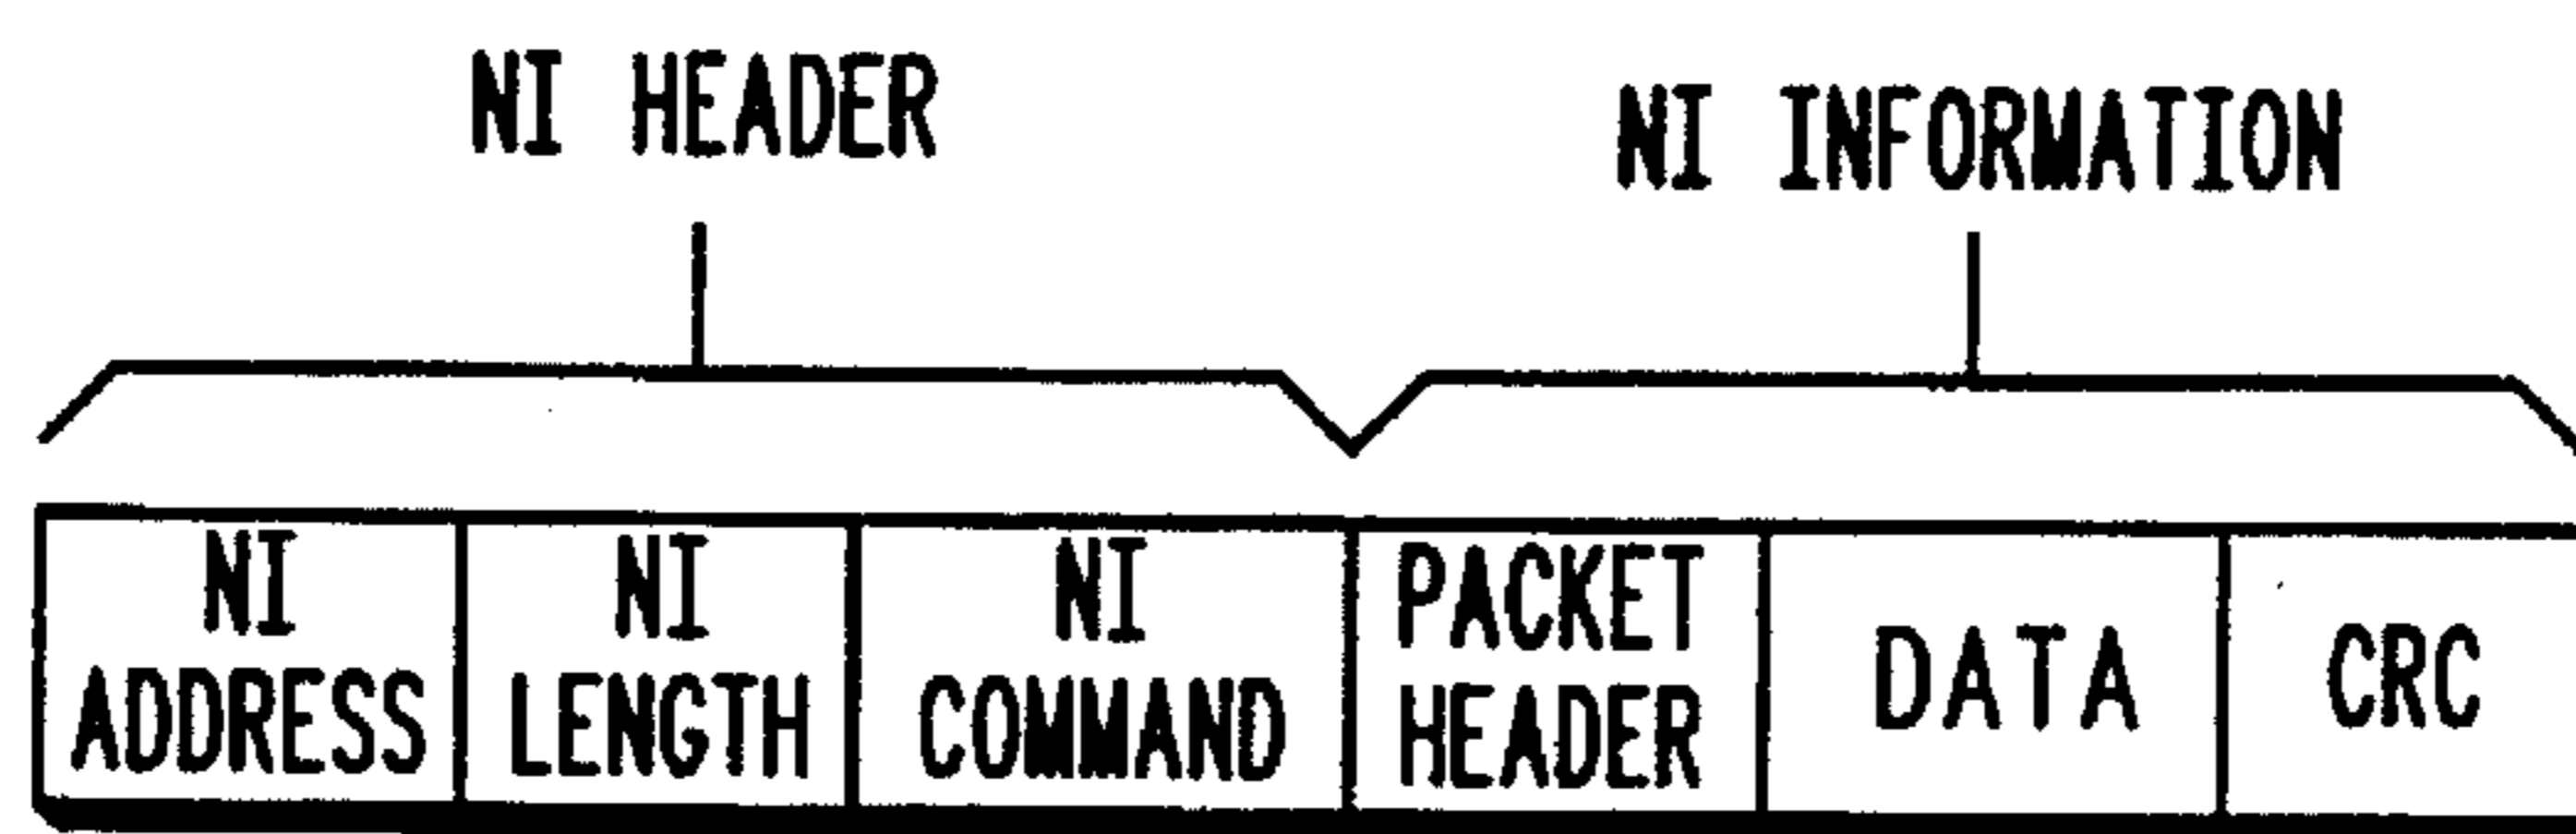 NI HEADER
NI INFORMATION
NI
ADDRESS
NI
LENGTH
NI
COMMAND
PACKET
HEADER
DATA
CRC